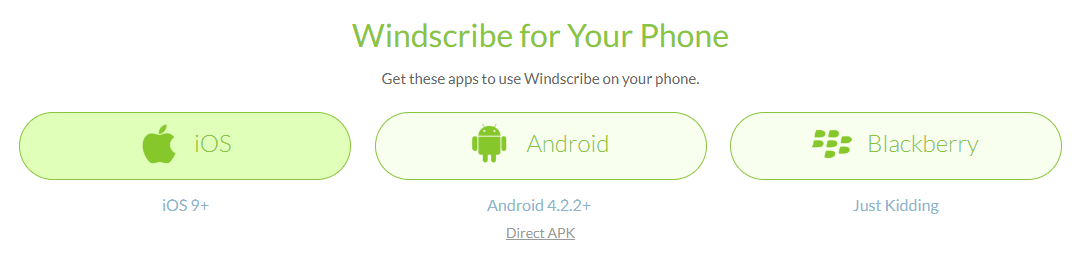 Windscribe for Your Phone
Get these apps to use Windscribe on your phone.
iOS
Android
Blackberry
iOS 9+
Android 4.2.2+
Just Kidding
Direct APK